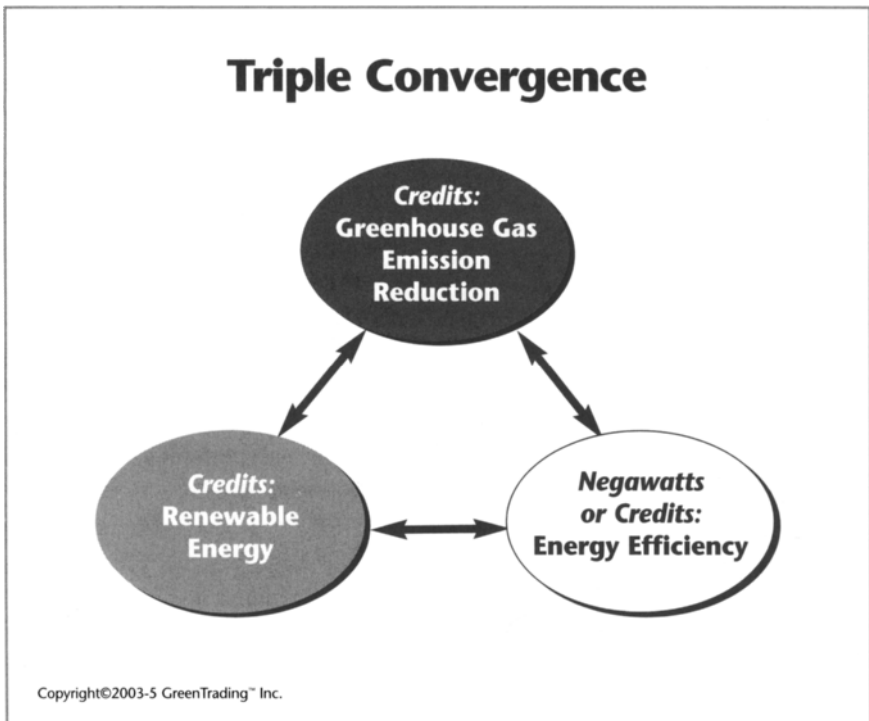 Triple Convergence
Credits:
Greenhouse Gas
Emission
Reduction
Credits:
Renewable
Energy
Negawatts
or Credits:
Energy Efficiency
Copyright©2003-5 GreenTrading™ Inc.